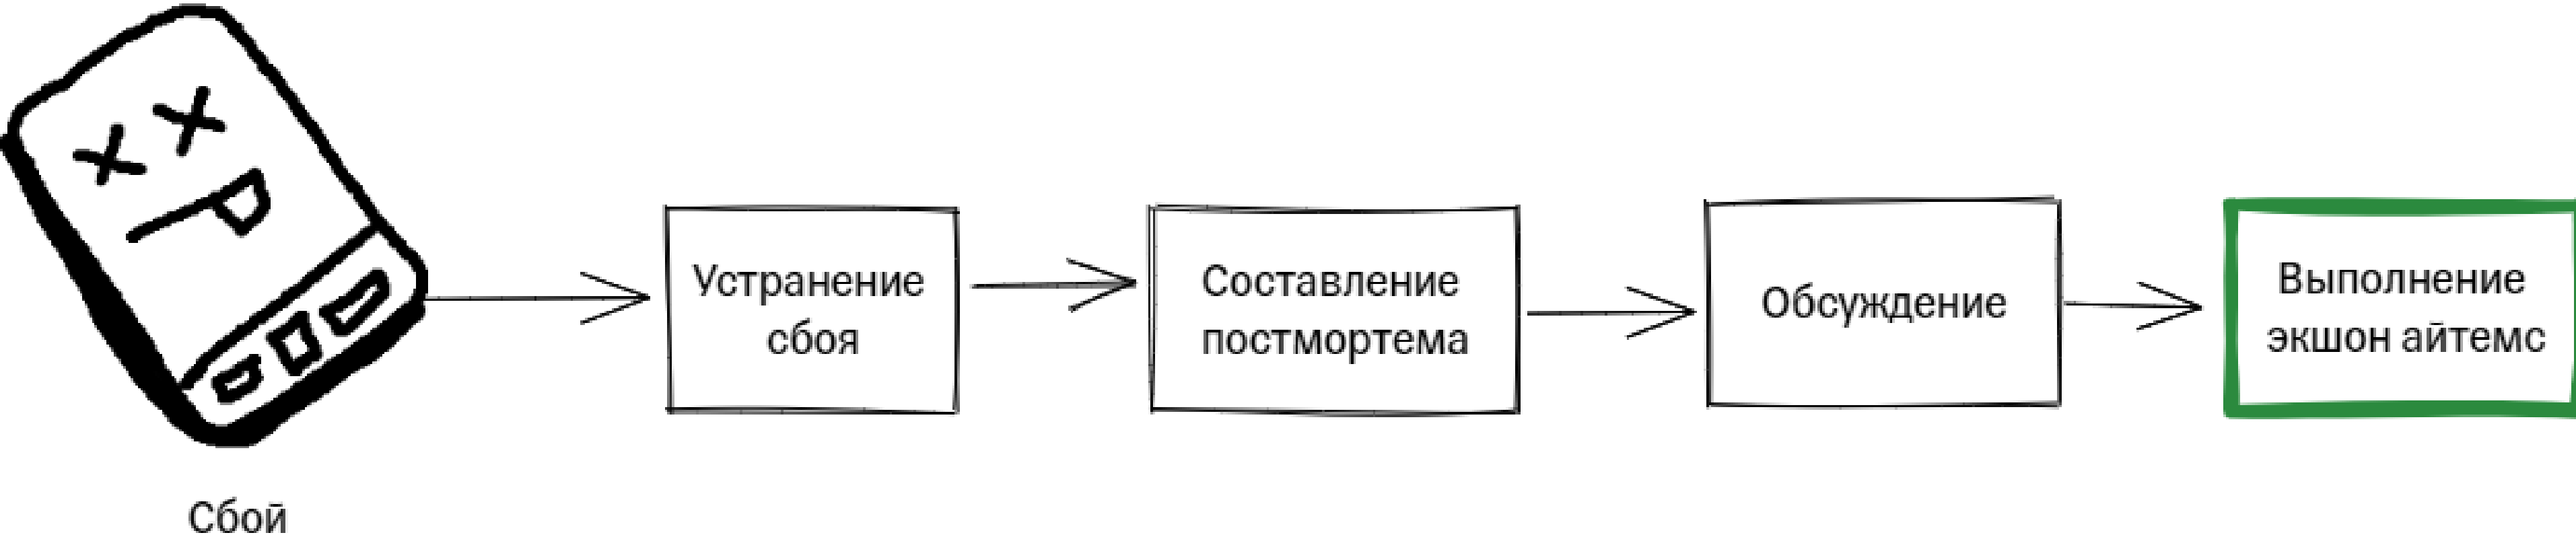 Сбой
Устранение
сбоя
Составление
постмортема
Обсуждение
Выполнение
экшон айтемс